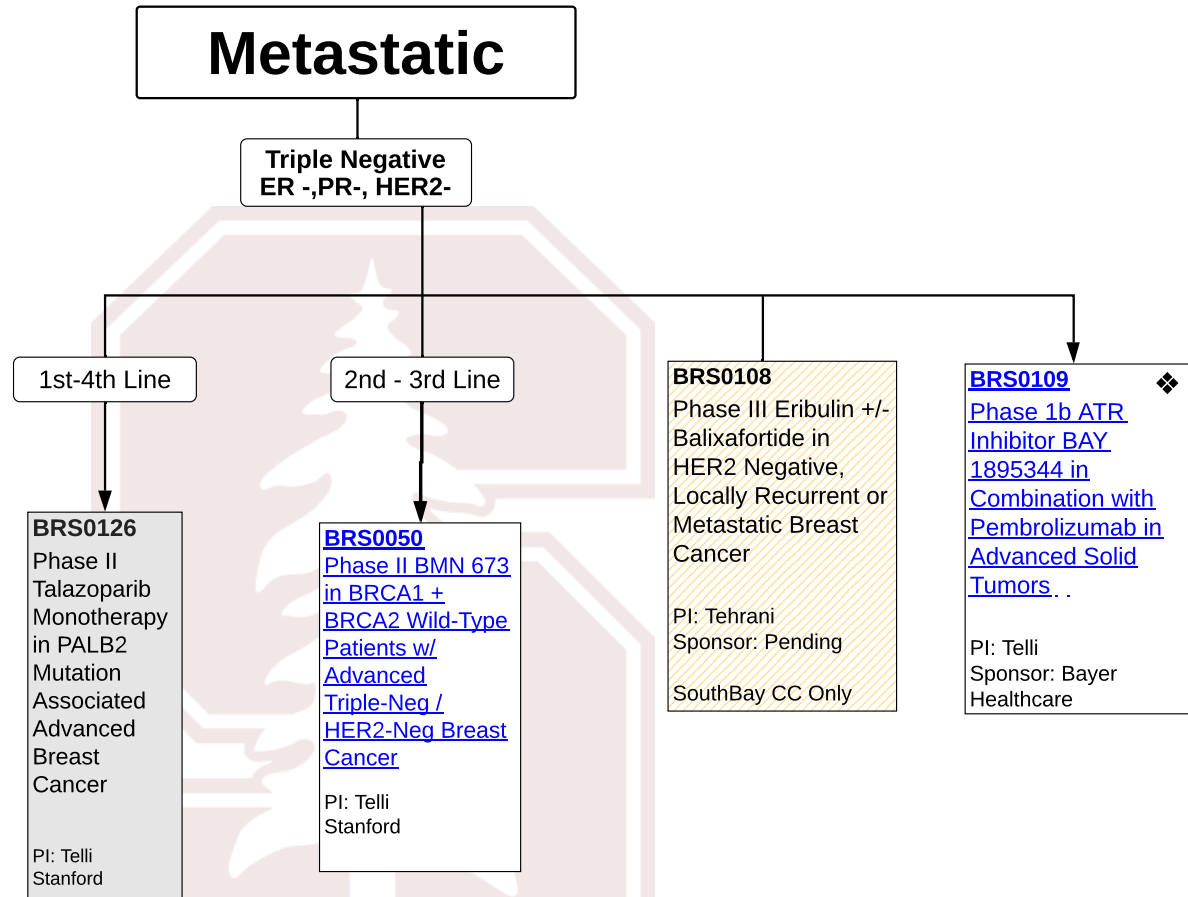 Metastatic
Triple Negative
ER -,PR-, HER2-
1st-4th Line
2nd - 3rd Line
BRS0126
Phase II
Talazoparib
Monotherapy
in PALB2
Mutation
Associated
Advanced
Breast
Cancer
PI: Telli
Stanford
BRS0050
Phase II BMN 673
in BRCA1 +
BRCA2 Wild-Type
Patients w/
Advanced
Triple-Neg /
HER2-Neg Breast
Cancer
PI: Telli
Stanford
BRS0108
Phase III Eribulin +/-
Balixafortide in
HER2 Negative,
Locally Recurrent or
Metastatic Breast
Cancer
PI: Tehrani
Sponsor: Pending
SouthBay CC Only
BRS0109 ❖
Phase 1b ATR
Inhibitor BAY
1895344 in
Combination with
Pembrolizumab in
Advanced Solid
Tumors
PI: Telli
Sponsor: Bayer
Healthcare